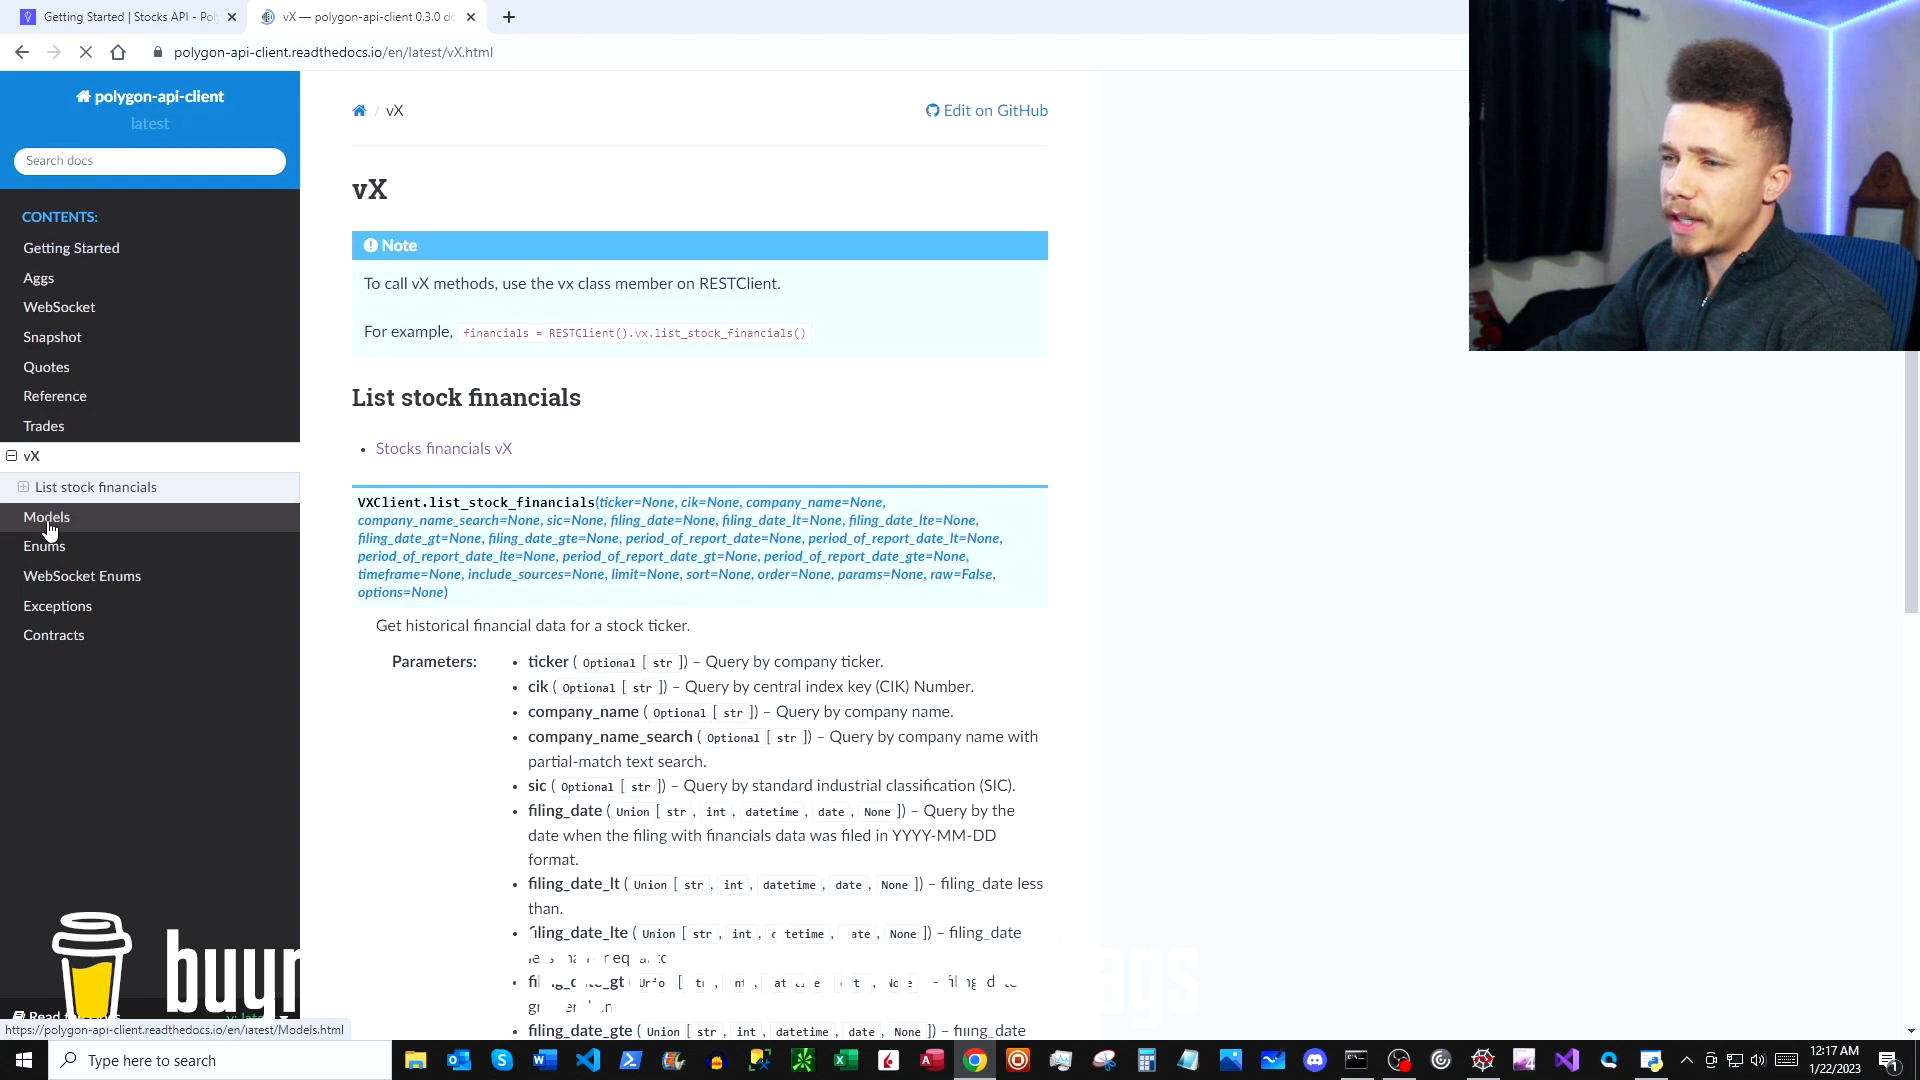 Getting Started | Stocks API - Pol
vX — polygon-api-client 0.3.0 dc
polygon-api-client.readthedocs.io/en/latest/vX.html
polygon-api-client
latest
Search docs
CONTENTS:
Getting Started
Aggs
WebSocket
Snapshot
Quotes
Reference
Trades
vX
List stock financials
Models
Enums
WebSocket Enums
Exceptions
Contracts
https://polygon-api-client.readthedocs.io/en/latest/Models.html
/ vX
Edit on GitHub
vX
Note
To call vX methods, use the vx class member on RESTClient.
For example, financials = RESTClient().vx.list_stock_financials()
List stock financials
• Stocks financials vX
VXClient.list_stock_financials(ticker=None, cik=None, company_name=None,
company_name_search=None, sic=None, filing_date=None, filing_date_lt=None, filing_date_lte=None,
filing_date_gt=None, filing_date_gte=None, period_of_report_date=None, period_of_report_date_lt=None,
period_of_report_date_lte=None, period_of_report_date_gt=None, period_of_report_date_gte=None,
timeframe=None, include_sources=None, limit=None, sort=None, order=None, params=None, raw=False,
options=None)
Get historical financial data for a stock ticker.
Parameters:
• ticker ( Optional [ str ]) – Query by company ticker.
• cik ( Optional [ str ]) – Query by central index key (CIK) Number.
• company_name ( Optional [ str ]) – Query by company name.
• company_name_search ( Optional [ str ]) – Query by company name with
partial-match text search.
• sic ( Optional [ str ]) – Query by standard industrial classification (SIC).
• filing_date ( Union [ str , int , datetime , date , None ]) – Query by the
date when the filing with financials data was filed in YYYY-MM-DD
format.
• filing_date_lt ( Union [ str , int , datetime , date , None ]) – filing_date less
than.
• filing_date_lte ( Union [ str , int , datetime , date , None ]) – filing_date
• filing_date_gt
• filing_date_gte ( Union [ str , int , datetime , date , None ]) – filing_date
Type here to search
12:17 AM
1/22/2023
1